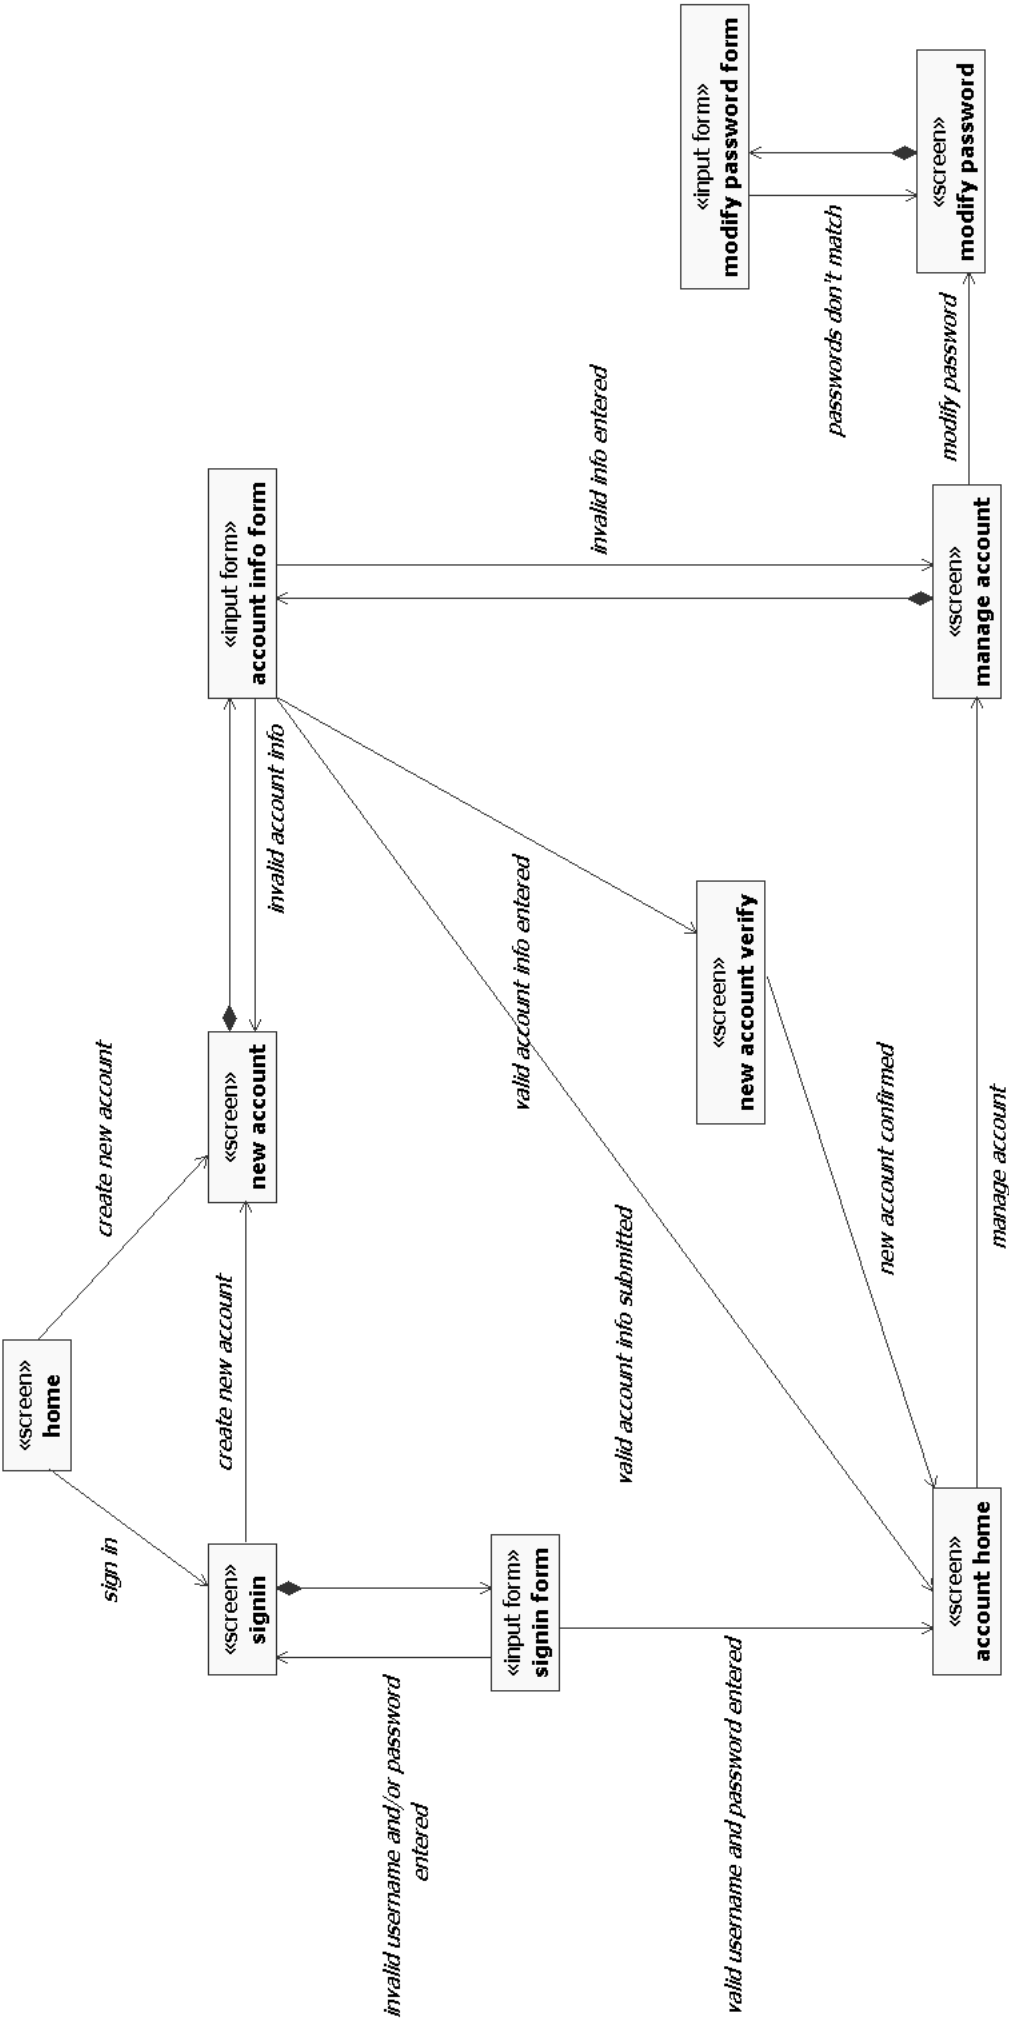 «screen»
home
sign in
create new account
«screen»
signin
create new account
«screen»
new account
invalid account info
«input form»
account info form
invalid username and/or password
entered
«input form»
signin form
valid account info entered
invalid info entered
valid account info submitted
«input form»
modify password form
«screen»
new account verify
valid username and password entered
passwords don't match
new account confirmed
«screen»
modify password
modify password
«screen»
account home
manage account
«screen»
manage account